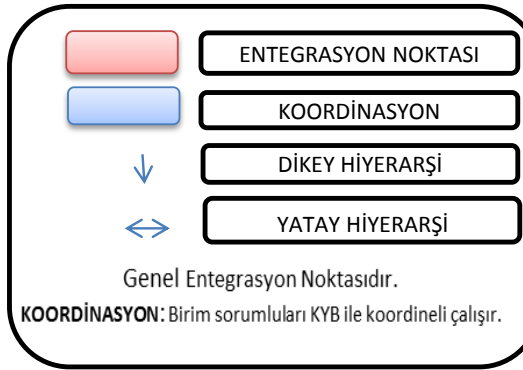 ENTEGRASYON NOKTASI
KOORDİNASYON
DİKEY HİYERARŞİ
YATAY HİYERARŞİ
Genel Entegrasyon Noktasıdır.
KOORDİNASYON: Birim sorumluları KYB ile koordineli çalışır.